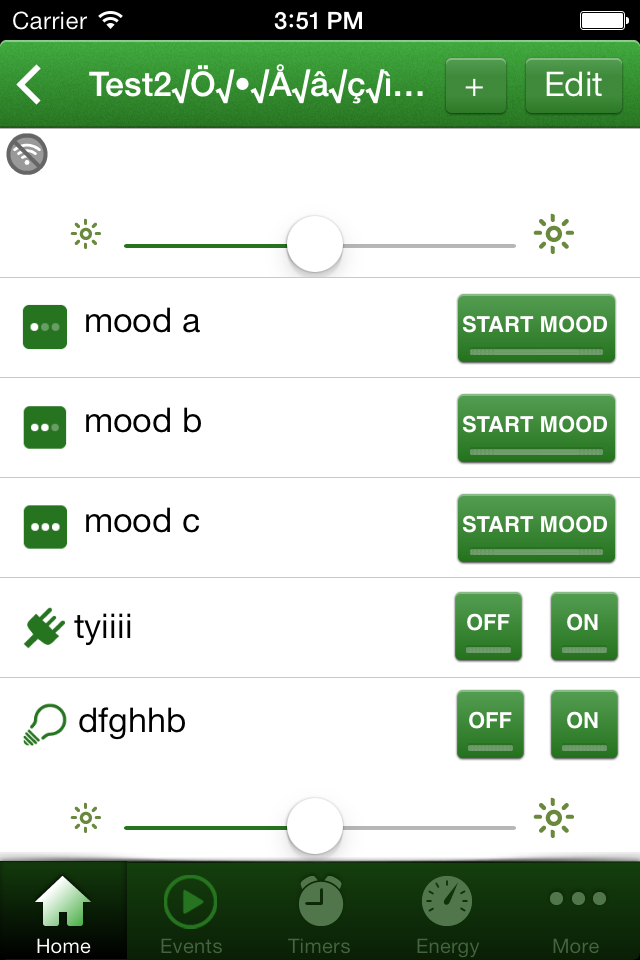 Carrier 3:51 PM
Test2√Ö√•√Å√â√ç√ì... + Edit
mood a START MOOD
mood b START MOOD
mood c START MOOD
tyiiii OFF ON
dfghhb OFF ON
Home Events Timers Energy More